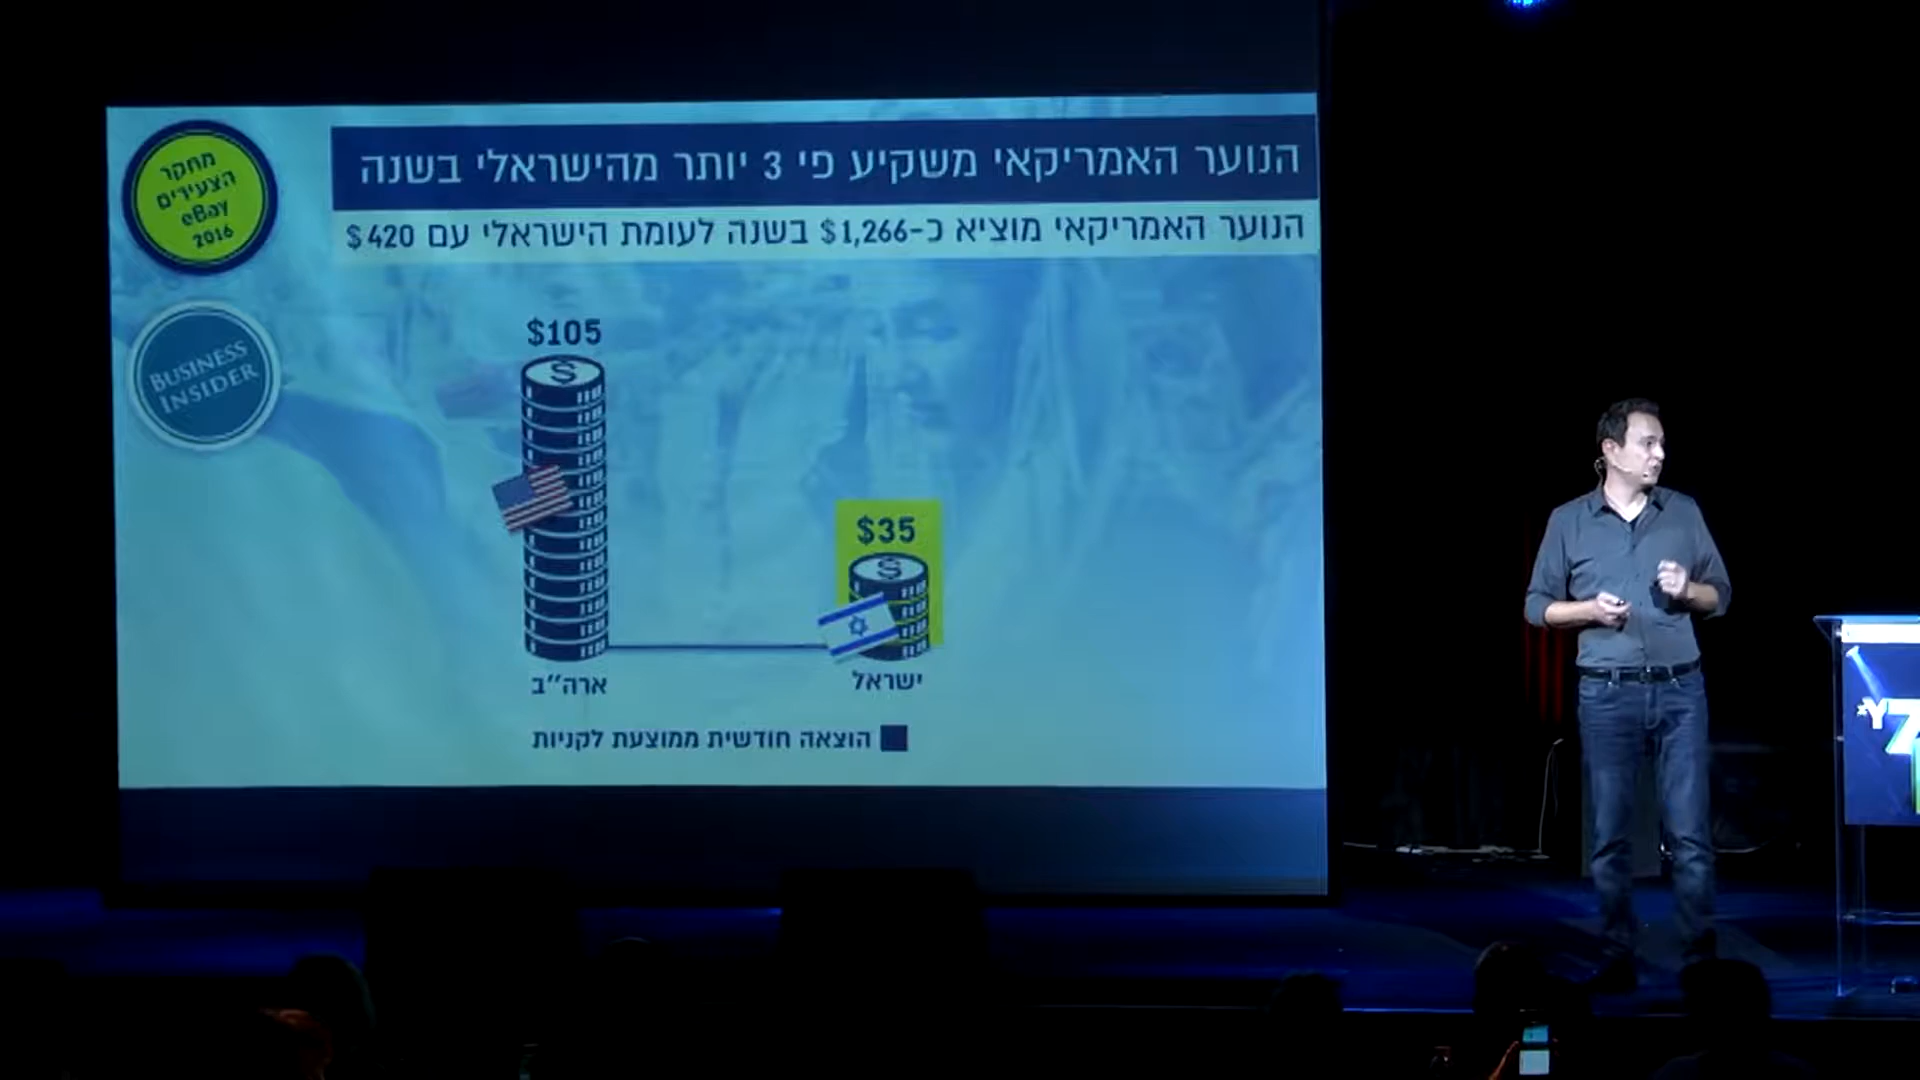 הנוער האמריקאי משקיע פי 3 יותר מהישראלי בשנה
הנוער האמריקאי מוציא כ-1,266$ בשנה לעומת הישראלי עם 420$
מחקר
הצעירים
eBay
2016
BUSINESS
INSIDER
$105
$35
ארה"ב
ישראל
הוצאה חודשית ממוצעת לקניות